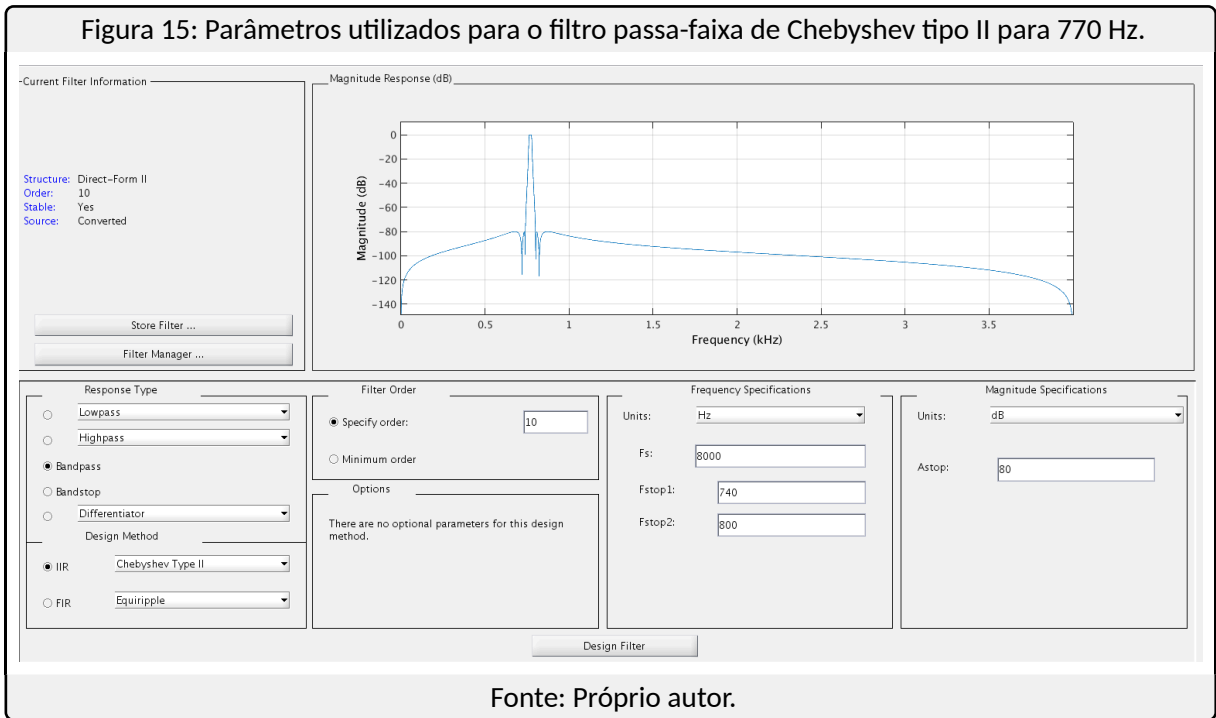 Figura 15: Parâmetros utilizados para o filtro passa-faixa de Chebyshev tipo II para 770 Hz.
Current Filter Information
Structure: Direct-Form II
Order: 10
Stable: Yes
Source: Converted
Store Filter ...
Filter Manager ...
Magnitude Response (dB)
Magnitude (dB)
0
-20
-40
-60
-80
-100
-120
-140
0 0.5 1 1.5 2 2.5 3 3.5
Frequency (kHz)
Response Type
Lowpass
Highpass
Bandpass
Bandstop
Differentiator
Design Method
IIR Chebyshev Type II
FIR Equiripple
Filter Order
Specify order: 10
Minimum order
Options
There are no optional parameters for this design
method.
Frequency Specifications
Units: Hz
Fs: 8000
Fstop1: 740
Fstop2: 800
Magnitude Specifications
Units: dB
Astop: 80
Design Filter
Fonte: Próprio autor.